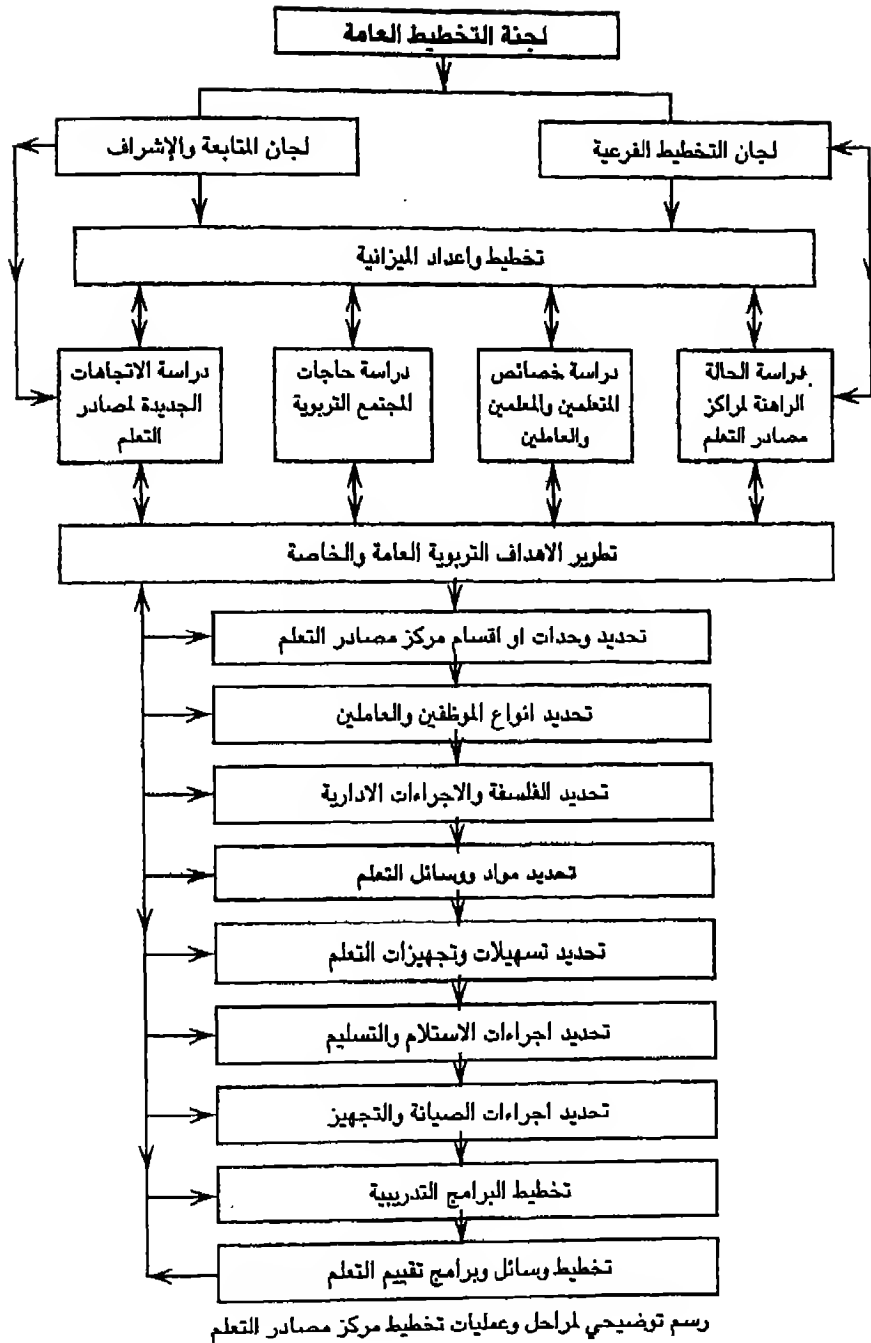 لجنة التخطيط العامة
لجان التخطيط الفرعية
لجان المتابعة والإشراف
تخطيط واعداد الميزانية
دراسة الحالة
الراهنة لمراكز
مصادر التعلم
دراسة خصائص
المتعلمين والمعلمين
والعاملين
دراسة حاجات
المجتمع التربوية
دراسة الاتجاهات
الجديدة لمصادر
التعلم
تطوير الاهداف التربوية العامة والخاصة
تحديد وحدات او اقسام مركز مصادر التعلم
تحديد انواع الموظفين والعاملين
تحديد الفلسفة والاجراءات الادارية
تحديد مواد ووسائل التعلم
تحديد تسهيلات وتجهيزات التعلم
تحديد اجراءات الاستلام والتسليم
تحديد اجراءات الصيانة والتجهيز
تخطيط البرامج التدريبية
تخطيط وسائل وبرامج تقييم التعلم
رسم توضيحي لمراحل وعمليات تخطيط مركز مصادر التعلم